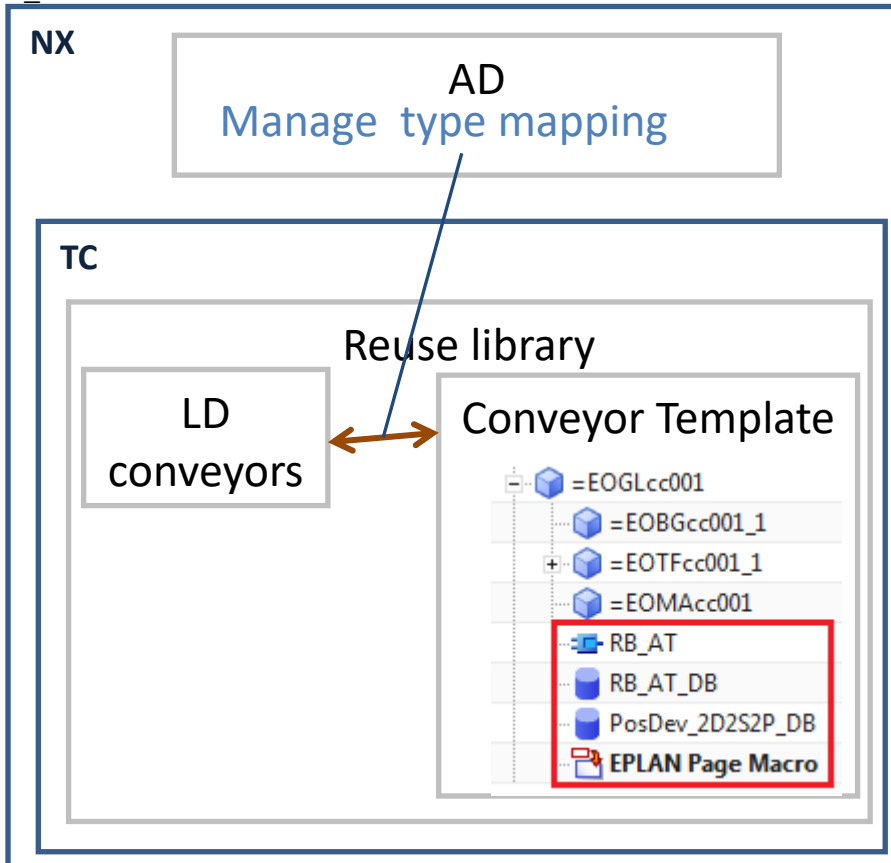 NX
AD
Manage type mapping
TC
Reuse library
LD
conveyors
Conveyor Template
=EOGLcc001
=EOBGcc001_1
=EOTFcc001_1
=EOMAcc001
RB_AT
RB_AT_DB
PosDev_2D2S2P_DB
EPLAN Page Macro